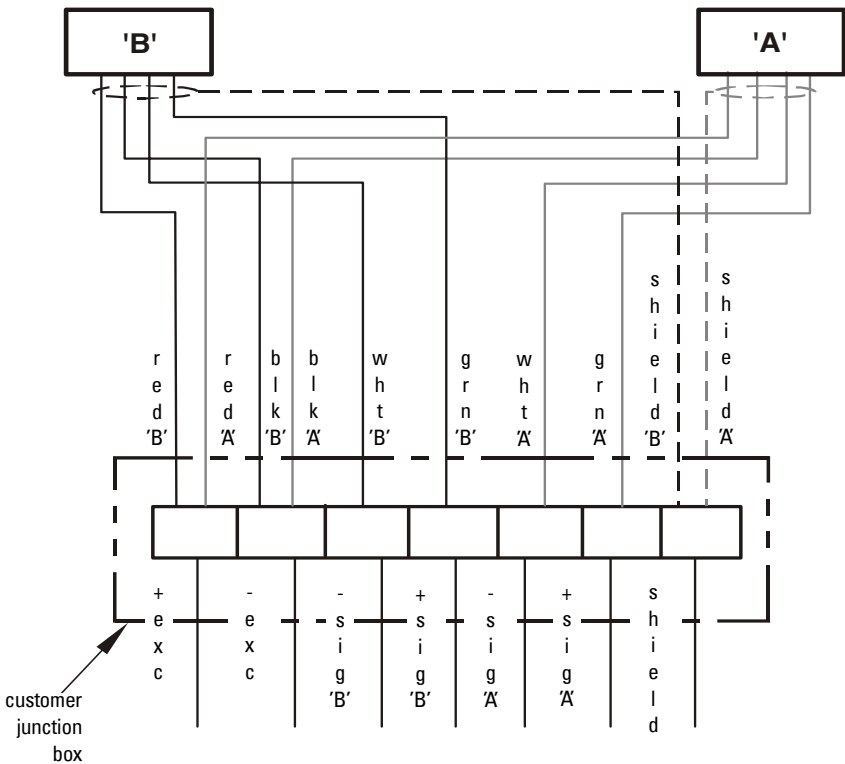 'B'
'A'
red 'B'
red 'A'
blk 'B'
blk 'A'
wht 'B'
grn 'B'
wht 'A'
grn 'A'
shield 'B'
shield 'A'
+exc
-exc
-sig 'B'
+sig 'B'
-sig 'A'
+sig 'A'
shield
customer
junction
box